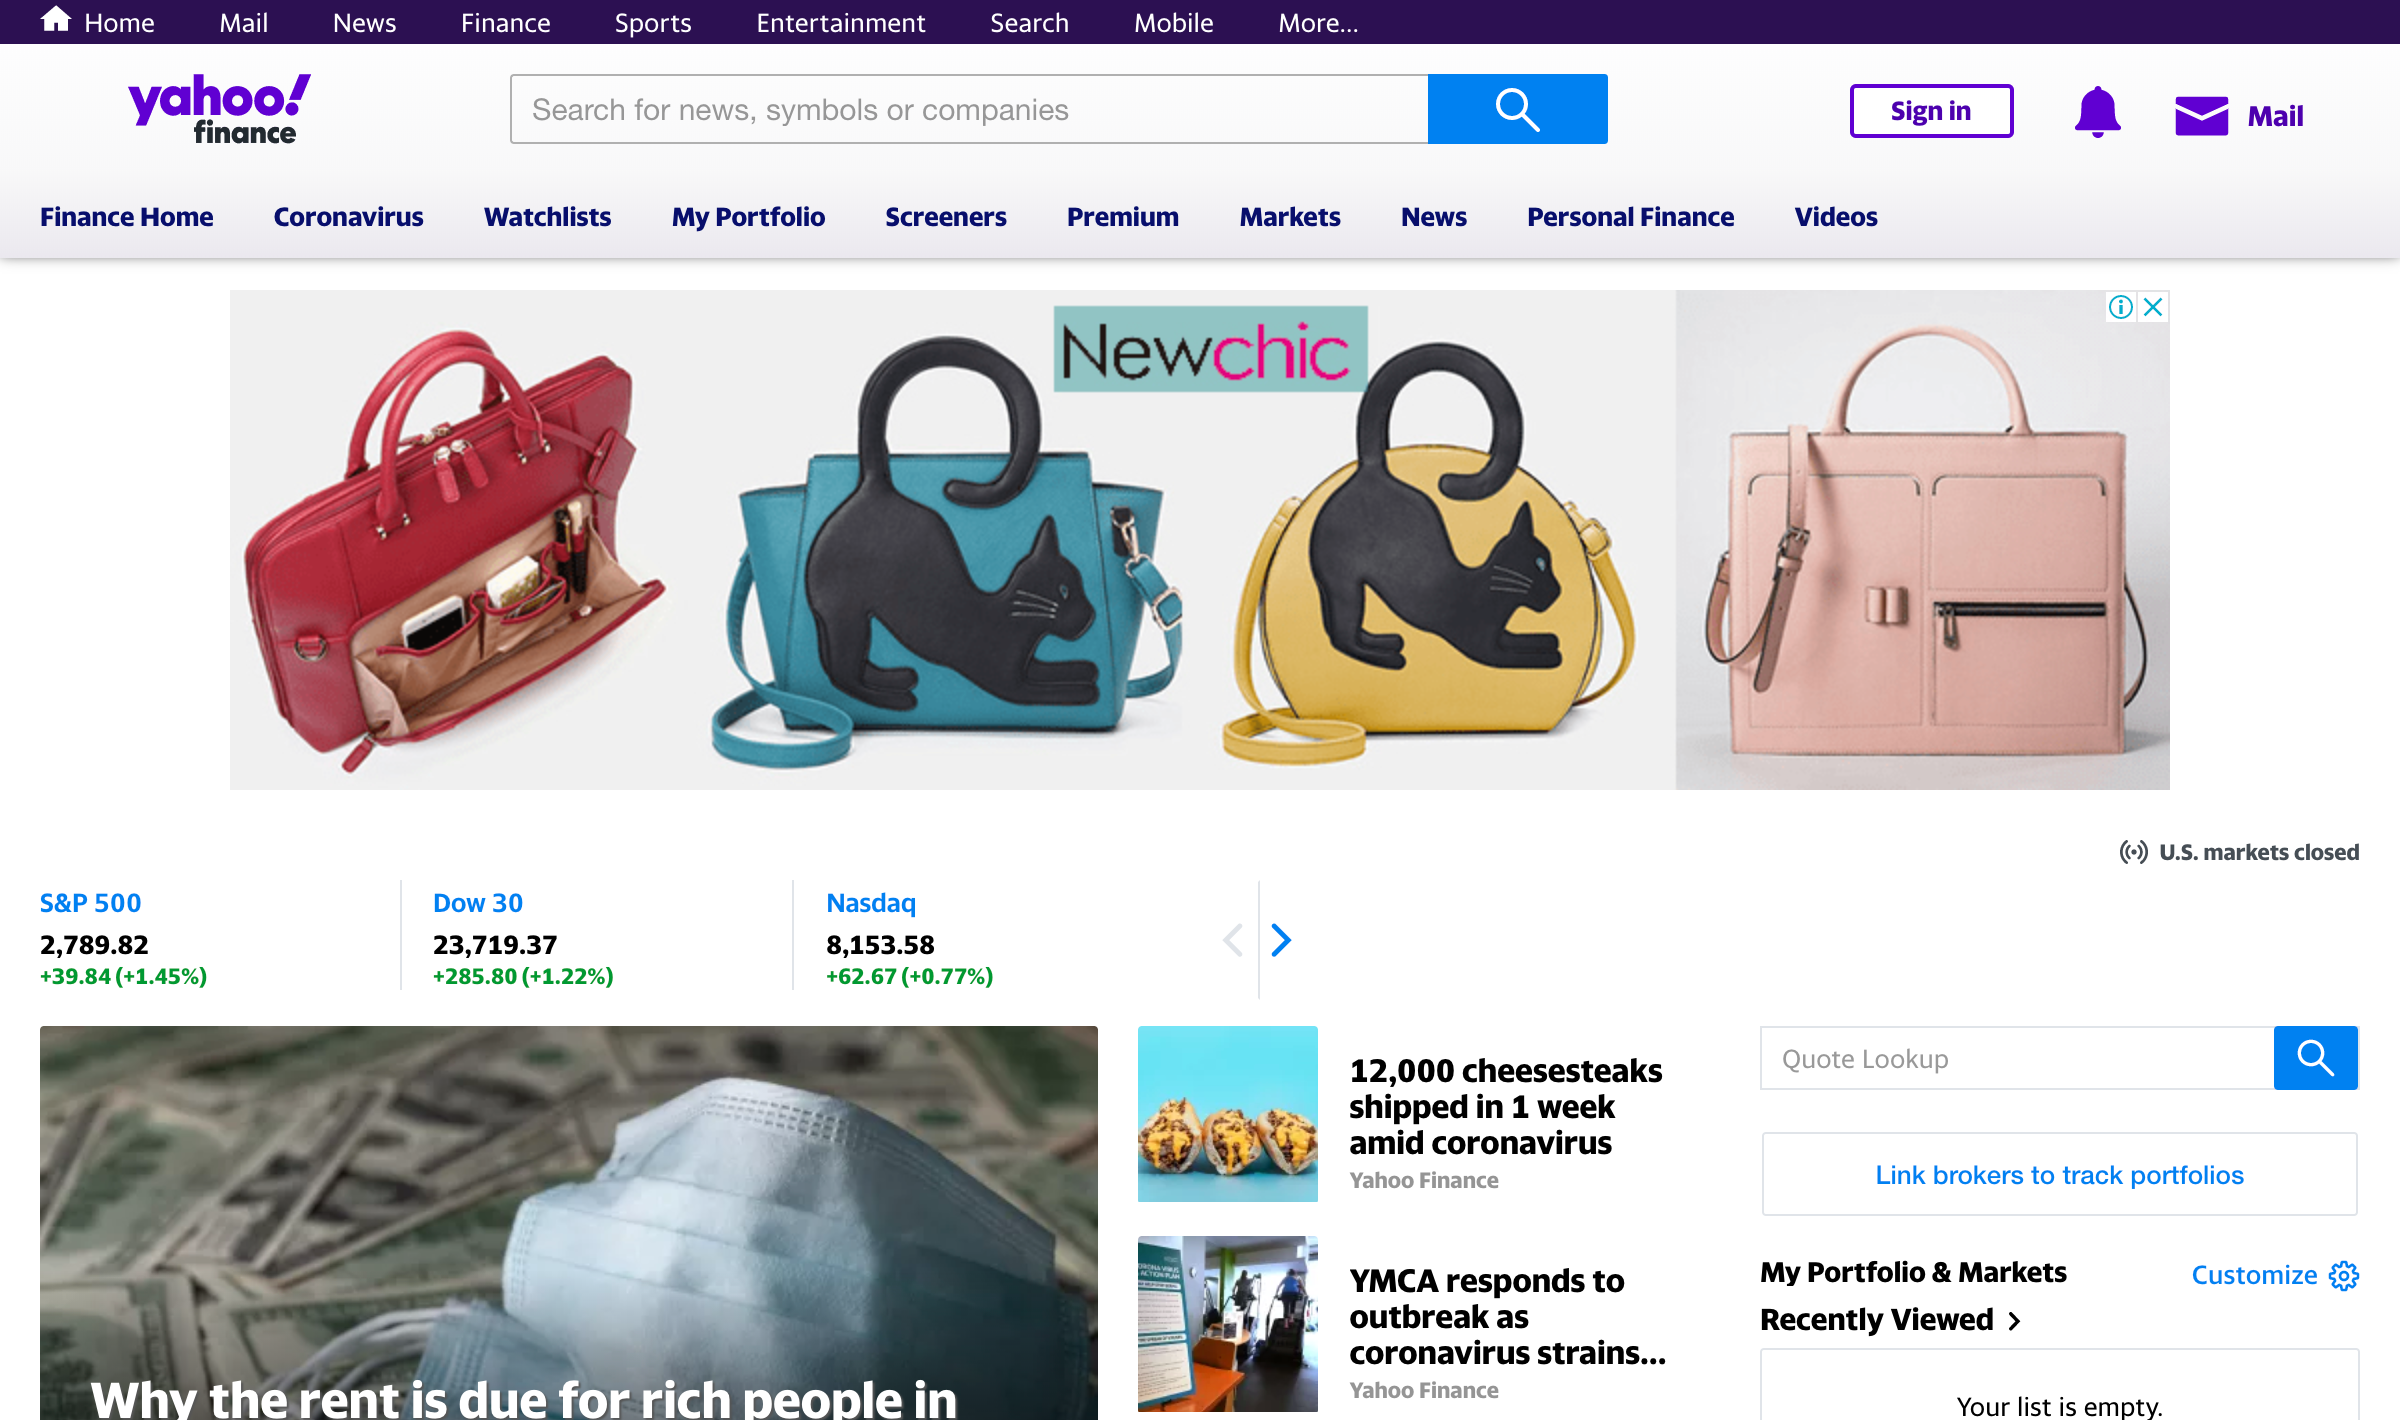 Home Mail News Finance Sports Entertainment Search Mobile More...
yahoo!
finance
Search for news, symbols or companies
Sign in
Mail
Finance Home Coronavirus Watchlists My Portfolio Screeners Premium Markets News Personal Finance Videos
Newchic
U.S. markets closed
S&P 500
2,789.82
+39.84 (+1.45%)
Dow 30
23,719.37
+285.80 (+1.22%)
Nasdaq
8,153.58
+62.67 (+0.77%)
Why the rent is due for rich people in
12,000 cheesesteaks
shipped in 1 week
amid coronavirus
Yahoo Finance
YMCA responds to
outbreak as
coronavirus strains...
Yahoo Finance
Quote Lookup
Link brokers to track portfolios
My Portfolio & Markets
Customize
Recently Viewed
Your list is empty.